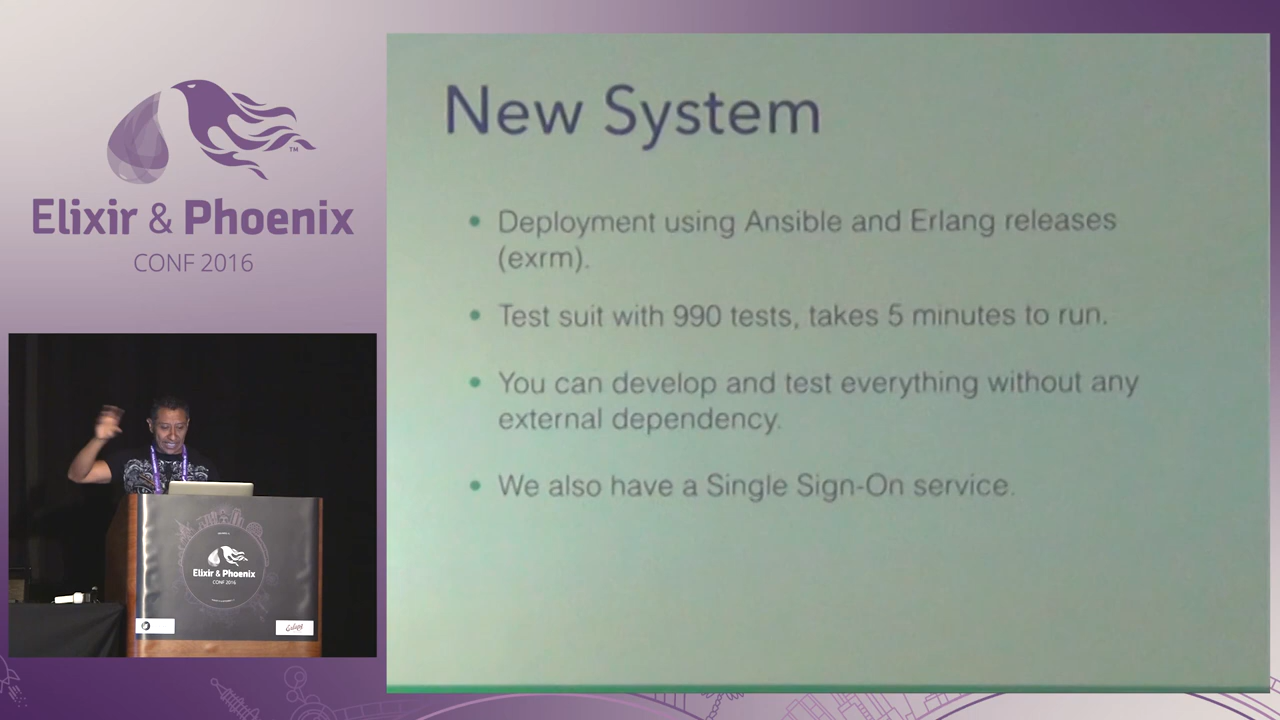 Elixir & Phoenix
TM
CONF 2016
New System
• Deployment using Ansible and Erlang releases
(exrm).
• Test suit with 990 tests, takes 5 minutes to run.
• You can develop and test everything without any
external dependency.
• We also have a Single Sign-On service.
Elixir & Phoenix
CONF 2016